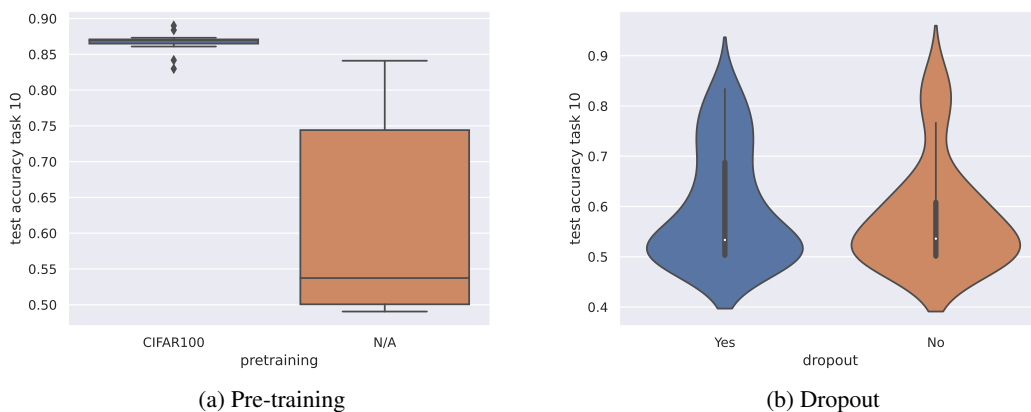 0.90
0.85
0.80
0.75
0.70
0.65
0.60
0.55
0.50
test accuracy task 10
CIFAR100
N/A
pretraining
(a) Pre-training
0.9
0.8
0.7
0.6
0.5
0.4
test accuracy task 10
Yes
No
dropout
(b) Dropout